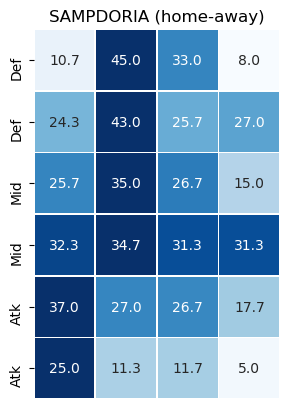 SAMPDORIA (home-away)
Def 10.7 45.0 33.0 8.0
Def 24.3 43.0 25.7 27.0
Mid 25.7 35.0 26.7 15.0
Mid 32.3 34.7 31.3 31.3
Atk 37.0 27.0 26.7 17.7
Atk 25.0 11.3 11.7 5.0